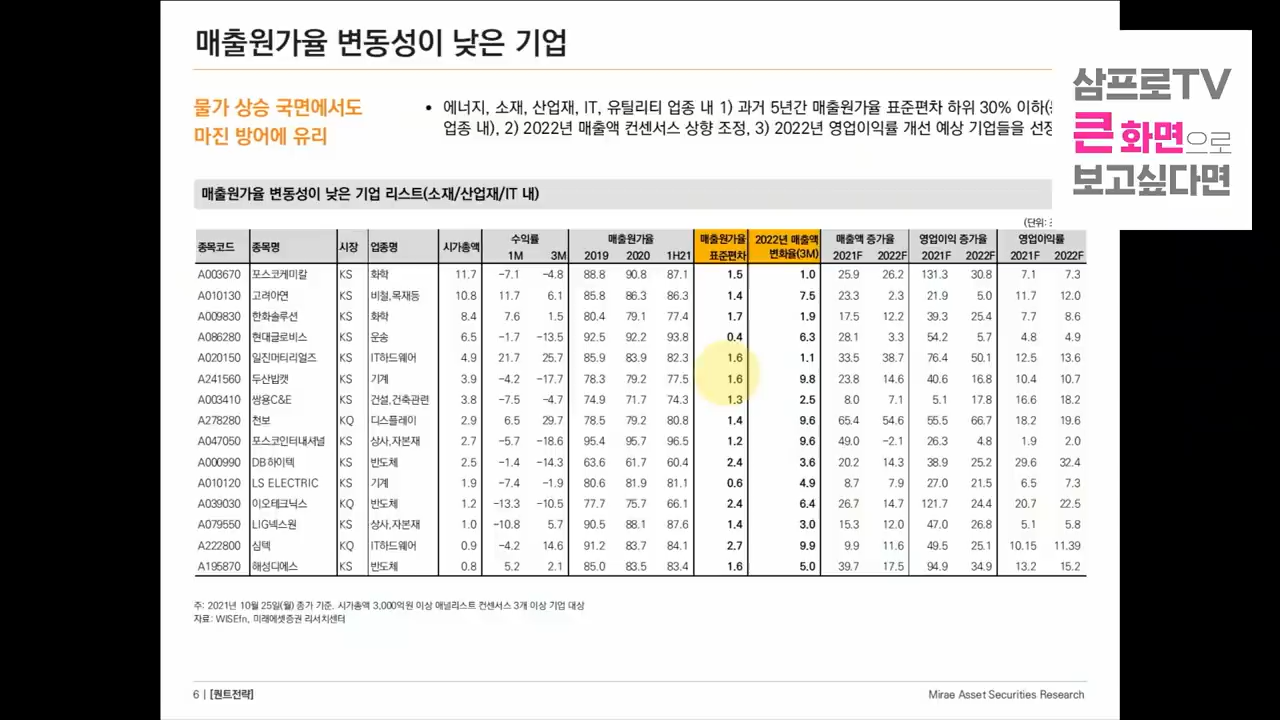 매출원가율 변동성이 낮은 기업
물가 상승 국면에서도
마진 방어에 유리
• 에너지, 소재, 산업재, IT, 유틸리티 업종 내 1) 과거 5년간 매출원가율 표준편차 하위 30% 이하(
업종 내), 2) 2022년 매출액 컨센서스 상향 조정, 3) 2022년 영업이익률 개선 예상 기업들을 선정
삼프로TV
큰 화면으로
보고싶다면
매출원가율 변동성이 낮은 기업 리스트(소재/산업재/IT 내)
(단위:
종목코드 종목명 시장 업종명 시가총액 수익률 매출원가율 매출원가율 2022년 매출액 매출액 증가율 영업이익 증가율 영업이익률
1M 3M 2019 2020 1H21 표준편차 변화율(3M) 2021F 2022F 2021F 2022F 2021F 2022F
A003670 포스코케미칼 KS 화학 11.7 -7.1 -4.8 88.8 90.8 87.1 1.5 1.0 25.9 26.2 131.3 30.8 7.1 7.3
A010130 고려아연 KS 비철,목재등 10.8 11.7 6.1 85.8 86.3 86.3 1.4 7.5 23.3 2.3 21.9 5.0 11.7 12.0
A009830 한화솔루션 KS 화학 8.4 7.6 1.5 80.4 79.1 77.4 1.7 1.9 17.5 12.2 39.3 25.4 7.7 8.6
A086280 현대글로비스 KS 운송 6.5 -1.7 -13.5 92.5 92.2 93.8 0.4 6.3 28.1 3.3 54.2 5.7 4.8 4.9
A020150 일진머티리얼즈 KS IT하드웨어 4.9 21.7 25.7 85.9 83.9 82.3 1.6 1.1 33.5 38.7 76.4 50.1 12.5 13.6
A241560 두산밥캣 KS 기계 3.9 -4.2 -17.7 78.3 79.2 77.5 1.6 9.8 23.8 14.6 40.6 16.8 10.4 10.7
A003410 쌍용C&E KS 건설,건축관련 3.8 -7.5 -4.7 74.9 71.7 74.3 1.3 2.5 8.0 7.1 5.1 17.8 16.6 18.2
A278280 천보 KQ 디스플레이 2.9 6.5 29.7 78.5 79.2 80.8 1.4 9.6 65.4 54.6 55.5 66.7 18.2 19.6
A047050 포스코인터내셔널 KS 상사,자본재 2.7 -5.7 -18.6 95.4 95.7 96.5 1.2 9.6 49.0 -2.1 26.3 4.8 1.9 2.0
A000990 DB하이텍 KS 반도체 2.5 -1.4 -14.3 63.6 61.7 60.4 2.4 3.6 20.2 14.3 38.9 25.2 29.6 32.4
A010120 LS ELECTRIC KS 기계 1.9 -7.4 -1.9 80.6 81.9 81.1 0.6 4.9 8.7 7.9 27.0 21.5 6.5 7.3
A039030 이오테크닉스 KQ 반도체 1.2 -13.3 -10.5 77.7 75.7 66.1 2.4 6.4 26.7 14.7 121.7 24.4 20.7 22.5
A079550 LIG넥스원 KS 상사,자본재 1.0 -10.8 5.7 90.5 88.1 87.6 1.4 3.0 15.3 12.0 47.0 26.8 5.1 5.8
A222800 심텍 KQ IT하드웨어 0.9 -4.2 14.6 91.2 83.7 84.1 2.7 9.9 9.9 11.6 49.5 25.1 10.15 11.39
A195870 해성디에스 KS 반도체 0.8 5.2 2.1 85.0 83.5 83.4 1.6 5.0 39.7 17.5 94.9 34.9 13.2 15.2
주: 2021년 10월 25일(월) 종가 기준. 시가총액 3,000억원 이상 애널리스트 컨센서스 3개 이상 기업 대상
자료: WISEfn, 미래에셋증권 리서치센터
6 | [퀀트전략]
Mirae Asset Securities Research